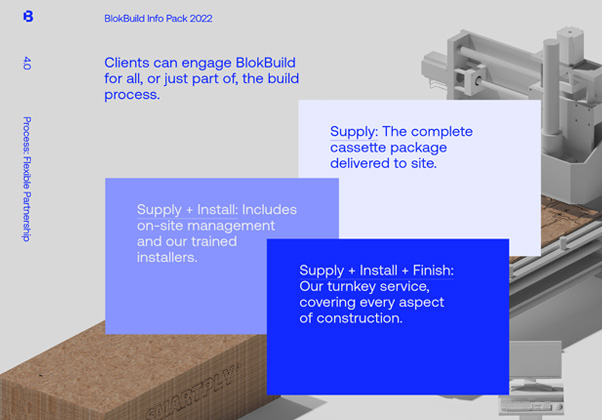 B
BlokBuild Info Pack 2022
4.0
Process: Flexible Partnership
Clients can engage BlokBuild
for all, or just part of, the build
process.
Supply: The complete
cassette package
delivered to site.
Supply + Install: Includes
on-site management
and our trained
installers.
Supply + Install + Finish:
Our turnkey service,
covering every aspect
of construction.
SMARTPLY